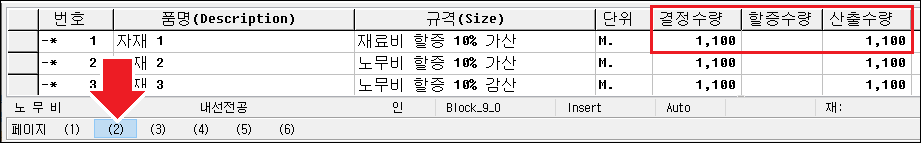 번호 품명(Description) 규격(Size) 단위 결정수량 할증수량 산출수량
-* 1 자재 1 재료비 할증 10% 가산 M. 1,100 1,100
-* 2 재 2 노무비 할증 10% 가산 M. 1,100 1,100
-* 3 재 3 노무비 할증 10% 감산 M. 1,100 1,100
노 무 비 내선전공 인 Block_9_0 Insert Auto 재:
페이지 (1) (2) (3) (4) (5) (6)